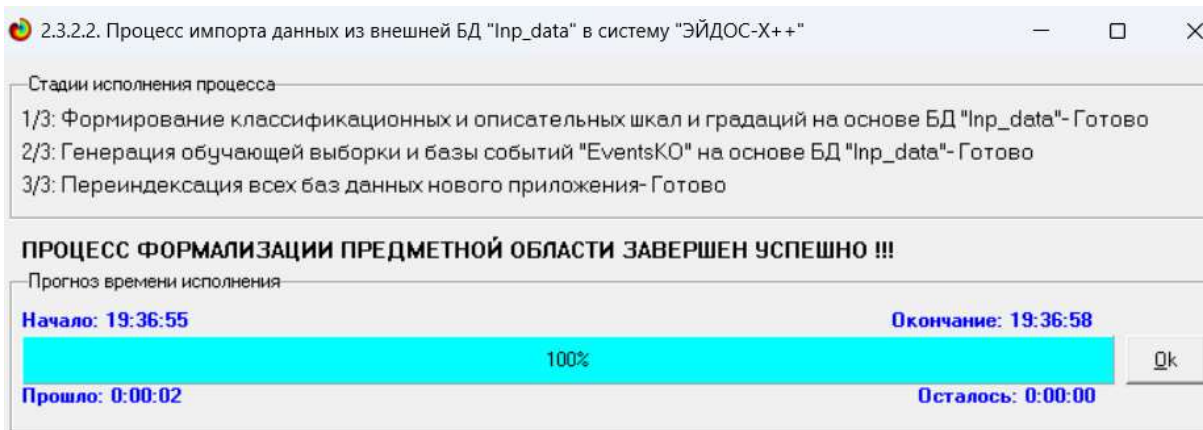 2.3.2.2. Процесс импорта данных из внешней БД "Inp_data" в систему "ЭЙДОС-X++"
Стадии исполнения процесса
1/3: Формирование классификационных и описательных шкал и градаций на основе БД "Inp_data"- Готово
2/3: Генерация обучающей выборки и базы событий "EventsKO" на основе БД "Inp_data"- Готово
3/3: Переиндексация всех баз данных нового приложения- Готово
ПРОЦЕСС ФОРМАЛИЗАЦИИ ПРЕДМЕТНОЙ ОБЛАСТИ ЗАВЕРШЕН УСПЕШНО !!!
Прогноз времени исполнения
Начало: 19:36:55 Окончание: 19:36:58
100% Ok
Прошло: 0:00:02 Осталось: 0:00:00